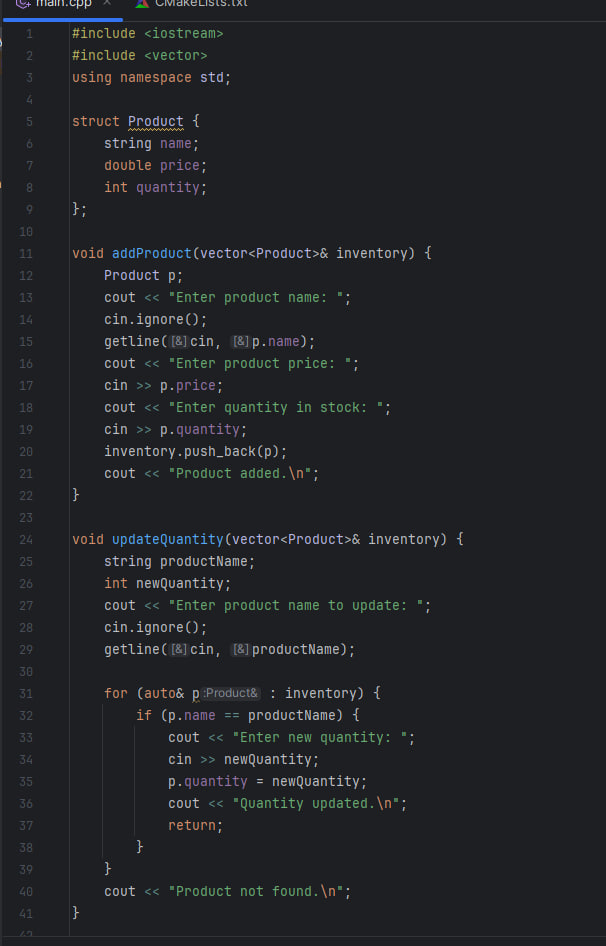 main.cpp × CMakeLists.txt
1 #include <iostream>
2 #include <vector>
3 using namespace std;
4
5 struct Product {
6 string name;
7 double price;
8 int quantity;
9 };
10
11 void addProduct(vector<Product>& inventory) {
12 Product p;
13 cout << "Enter product name: ";
14 cin.ignore();
15 getline([&]cin, [&]p.name);
16 cout << "Enter product price: ";
17 cin >> p.price;
18 cout << "Enter quantity in stock: ";
19 cin >> p.quantity;
20 inventory.push_back(p);
21 cout << "Product added.\n";
22 }
23
24 void updateQuantity(vector<Product>& inventory) {
25 string productName;
26 int newQuantity;
27 cout << "Enter product name to update: ";
28 cin.ignore();
29 getline([&]cin, [&]productName);
30
31 for (auto& p:Product& : inventory) {
32 if (p.name == productName) {
33 cout << "Enter new quantity: ";
34 cin >> newQuantity;
35 p.quantity = newQuantity;
36 cout << "Quantity updated.\n";
37 return;
38 }
39 }
40 cout << "Product not found.\n";
41 }
42